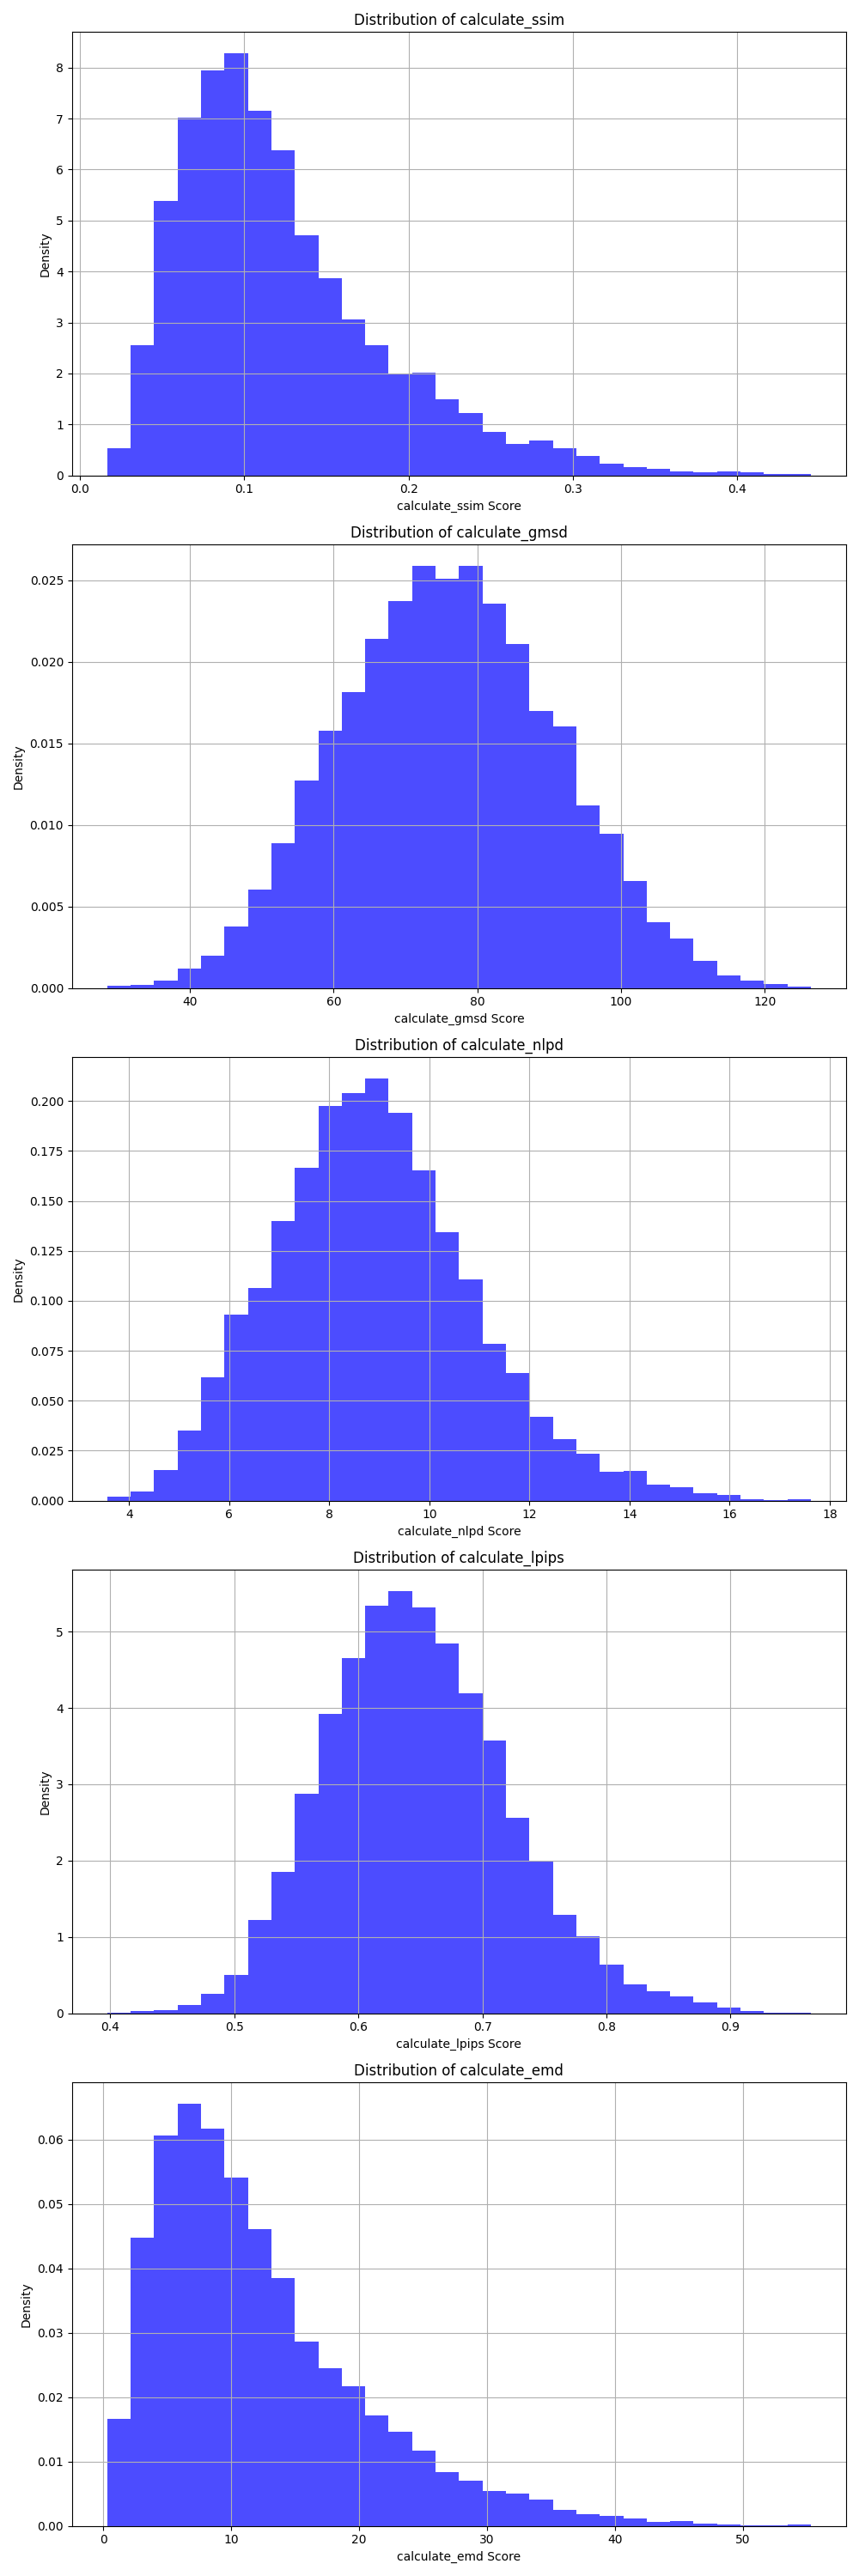 Distribution of calculate_ssim
8
7
6
5
4
3
2
1
0
Density
0.0 0.1 0.2 0.3 0.4
calculate_ssim Score
Distribution of calculate_gmsd
0.025
0.020
0.015
0.010
0.005
0.000
Density
40 60 80 100 120
calculate_gmsd Score
Distribution of calculate_nlpd
0.200
0.175
0.150
0.125
0.100
0.075
0.050
0.025
0.000
Density
4 6 8 10 12 14 16 18
calculate_nlpd Score
Distribution of calculate_lpips
5
4
3
2
1
0
Density
0.4 0.5 0.6 0.7 0.8 0.9
calculate_lpips Score
Distribution of calculate_emd
0.06
0.05
0.04
0.03
0.02
0.01
0.00
Density
0 10 20 30 40 50
calculate_emd Score